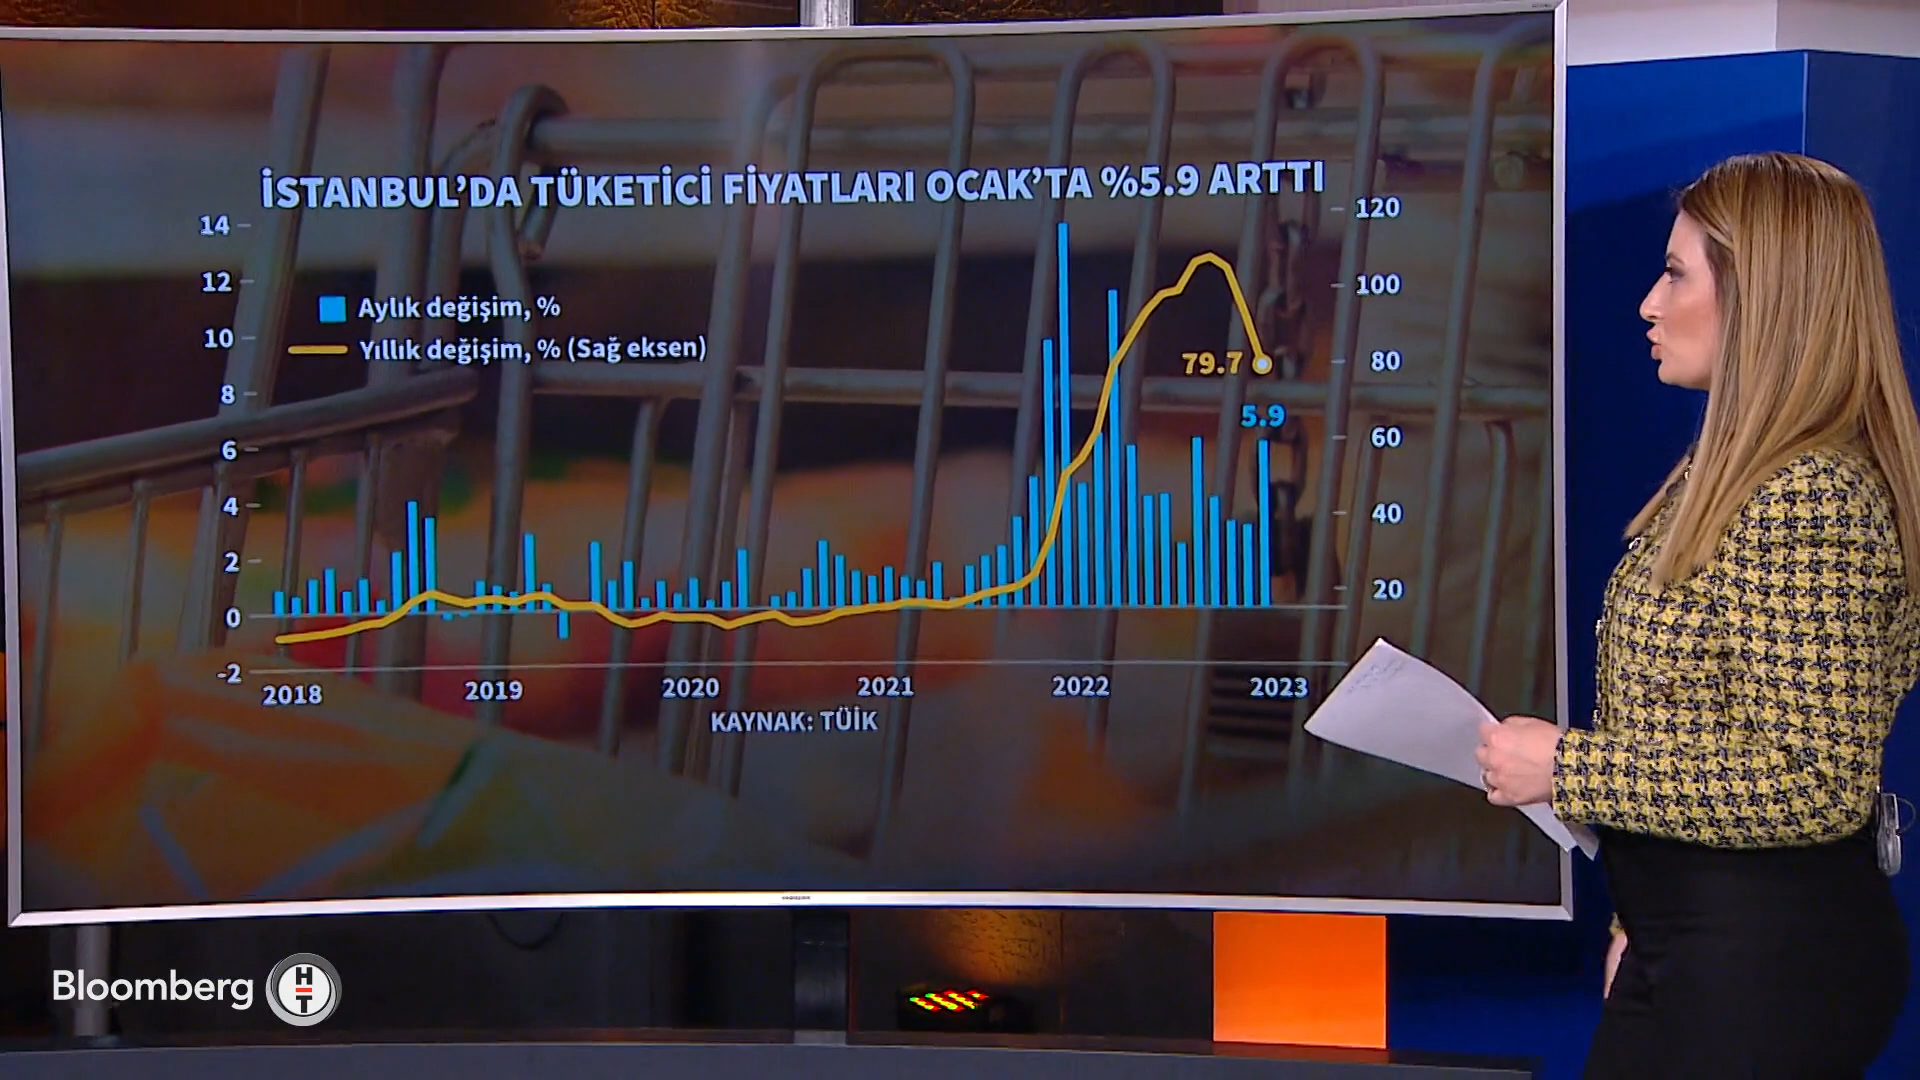 İSTANBUL’DA TÜKETİCİ FİYATLARI OCAK’TA %5.9 ARTTI
14
12
10
8
6
4
2
0
-2
Aylık değişim, %
Yıllık değişim, % (Sağ eksen)
120
100
80
60
40
20
79.7
5.9
2018 2019 2020 2021 2022 2023
KAYNAK: TÜİK
Bloomberg HT